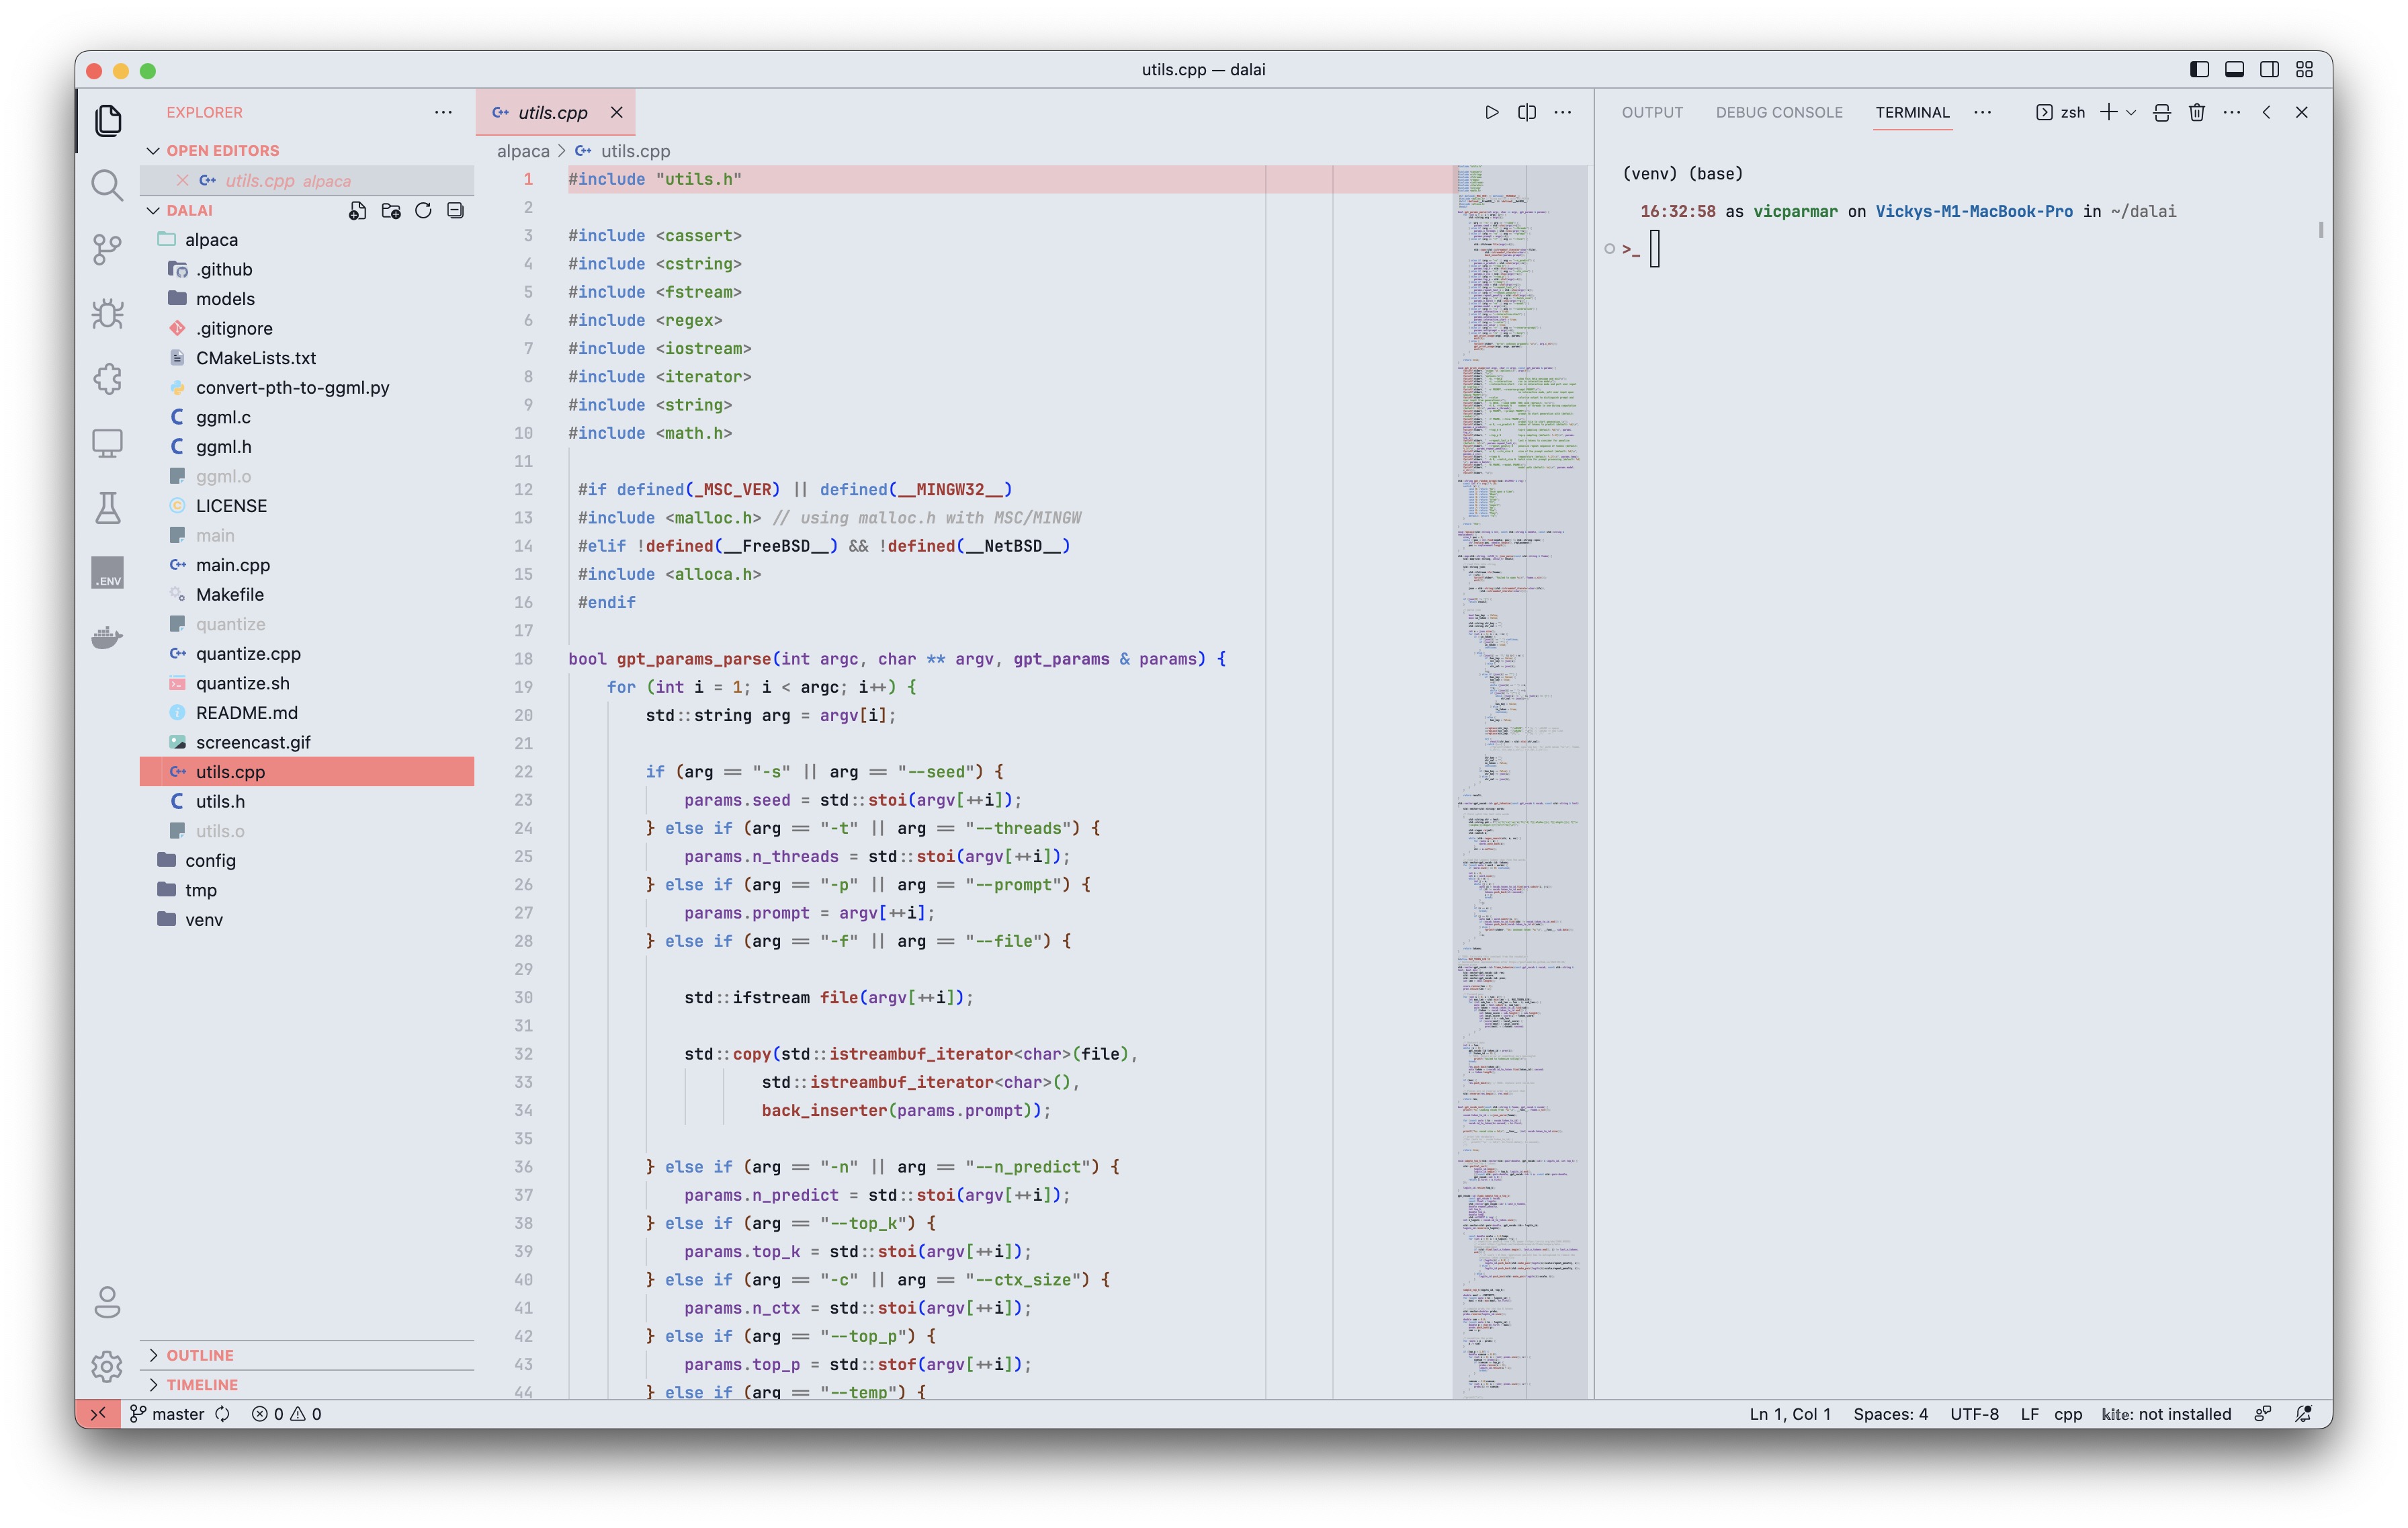 utils.cpp — dalai
EXPLORER
OPEN EDITORS
utils.cpp alpaca
DALAI
alpaca
.github
models
.gitignore
CMakeLists.txt
convert-pth-to-ggml.py
ggml.c
ggml.h
ggml.o
LICENSE
main
main.cpp
Makefile
quantize
quantize.cpp
quantize.sh
README.md
screencast.gif
utils.cpp
utils.h
utils.o
config
tmp
venv
OUTLINE
TIMELINE
.ENV
utils.cpp
alpaca > utils.cpp
1 #include "utils.h"
2
3 #include <cassert>
4 #include <cstring>
5 #include <fstream>
6 #include <regex>
7 #include <iostream>
8 #include <iterator>
9 #include <string>
10 #include <math.h>
11
12 #if defined(_MSC_VER) || defined(__MINGW32__)
13 #include <malloc.h> // using malloc.h with MSC/MINGW
14 #elif !defined(__FreeBSD__) && !defined(__NetBSD__)
15 #include <alloca.h>
16 #endif
17
18 bool gpt_params_parse(int argc, char ** argv, gpt_params & params) {
19 for (int i = 1; i < argc; i++) {
20 std::string arg = argv[i];
21
22 if (arg == "-s" || arg == "--seed") {
23 params.seed = std::stoi(argv[++i]);
24 } else if (arg == "-t" || arg == "--threads") {
25 params.n_threads = std::stoi(argv[++i]);
26 } else if (arg == "-p" || arg == "--prompt") {
27 params.prompt = argv[++i];
28 } else if (arg == "-f" || arg == "--file") {
29
30 std::ifstream file(argv[++i]);
31
32 std::copy(std::istreambuf_iterator<char>(file),
33 std::istreambuf_iterator<char>(),
34 back_inserter(params.prompt));
35
36 } else if (arg == "-n" || arg == "--n_predict") {
37 params.n_predict = std::stoi(argv[++i]);
38 } else if (arg == "--top_k") {
39 params.top_k = std::stoi(argv[++i]);
40 } else if (arg == "-c" || arg == "--ctx_size") {
41 params.n_ctx = std::stoi(argv[++i]);
42 } else if (arg == "--top_p") {
43 params.top_p = std::stof(argv[++i]);
44 } else if (arg == "--temp") {
OUTPUT DEBUG CONSOLE TERMINAL zsh
(venv) (base)
16:32:58 as vicparmar on Vickys-M1-MacBook-Pro in ~/dalai
>_
master 0 0
Ln 1, Col 1 Spaces: 4 UTF-8 LF cpp kite: not installed